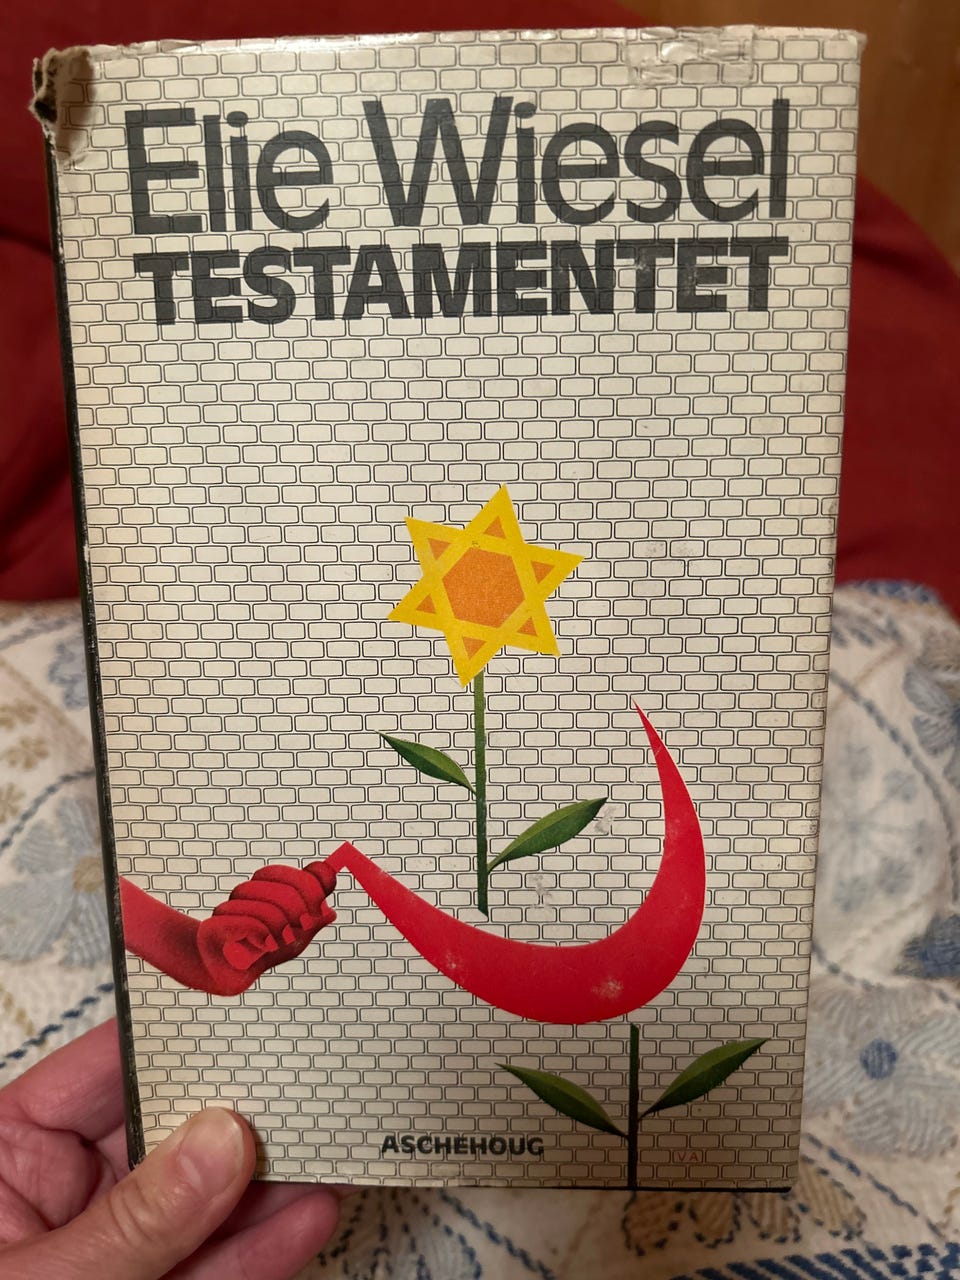 Elie Wiesel
TESTAMENTET
ASCHEHOUG
VA